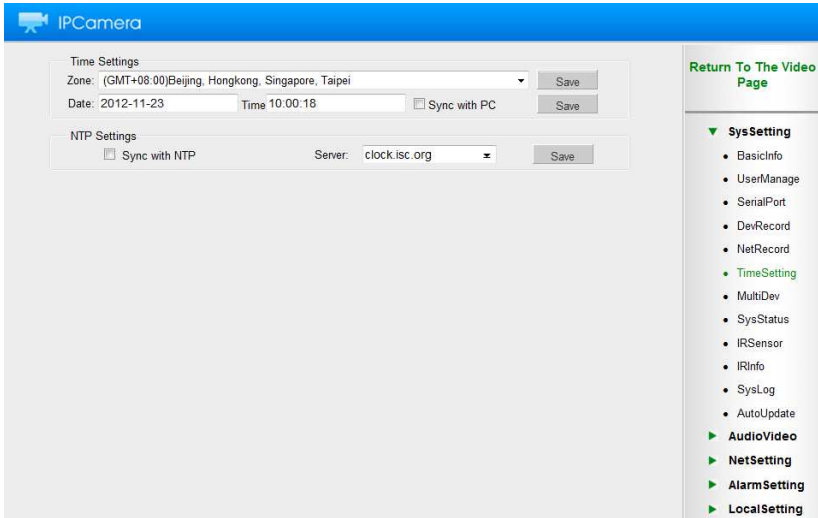 IPCamera
Time Settings
Zone: (GMT+08:00)Beijing, Hongkong, Singapore, Taipei Save
Date: 2012-11-23 Time 10:00:18 Sync with PC Save
NTP Settings
Sync with NTP Server: clock.isc.org Save
Return To The Video
Page
SysSetting
BasicInfo
UserManage
SerialPort
DevRecord
NetRecord
TimeSetting
MultiDev
SysStatus
IRSensor
IRInfo
SysLog
AutoUpdate
AudioVideo
NetSetting
AlarmSetting
LocalSetting